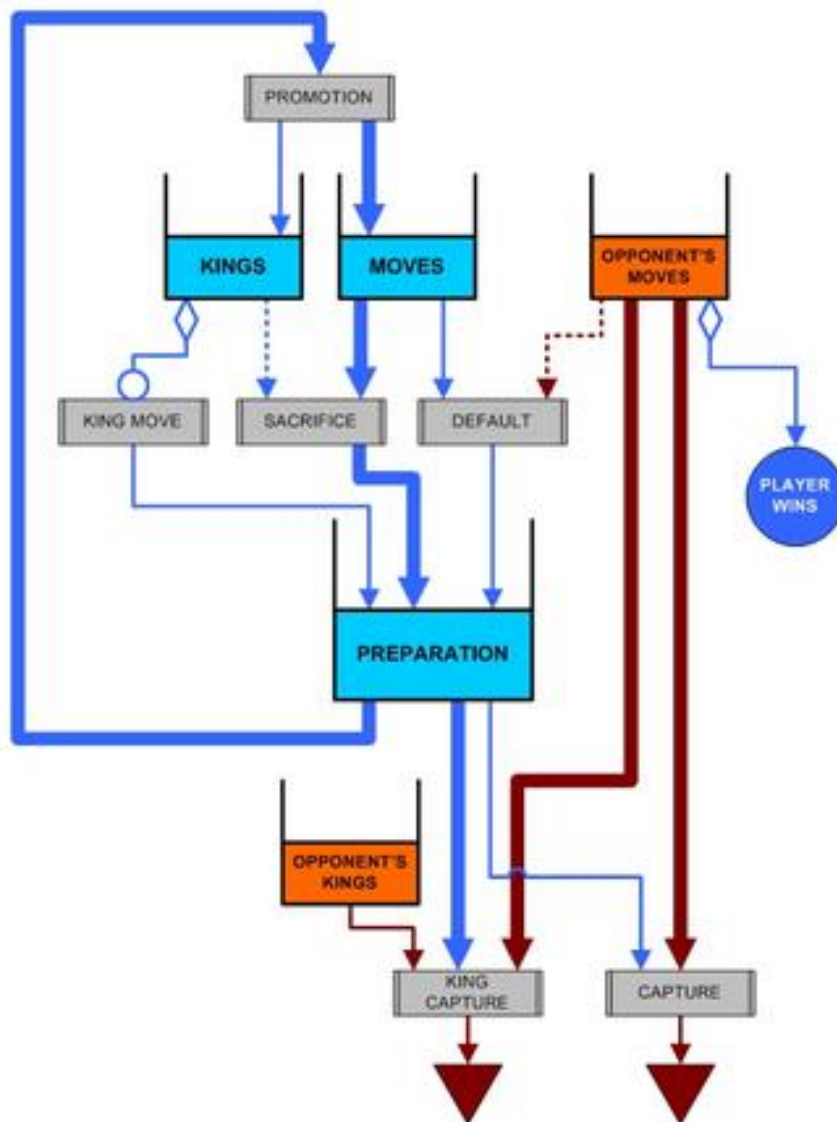 PROMOTION
KINGS
MOVES
OPPONENT'S
MOVES
KING MOVE
SACRIFICE
DEFAULT
PLAYER
WINS
PREPARATION
OPPONENT'S
KINGS
KING
CAPTURE
CAPTURE